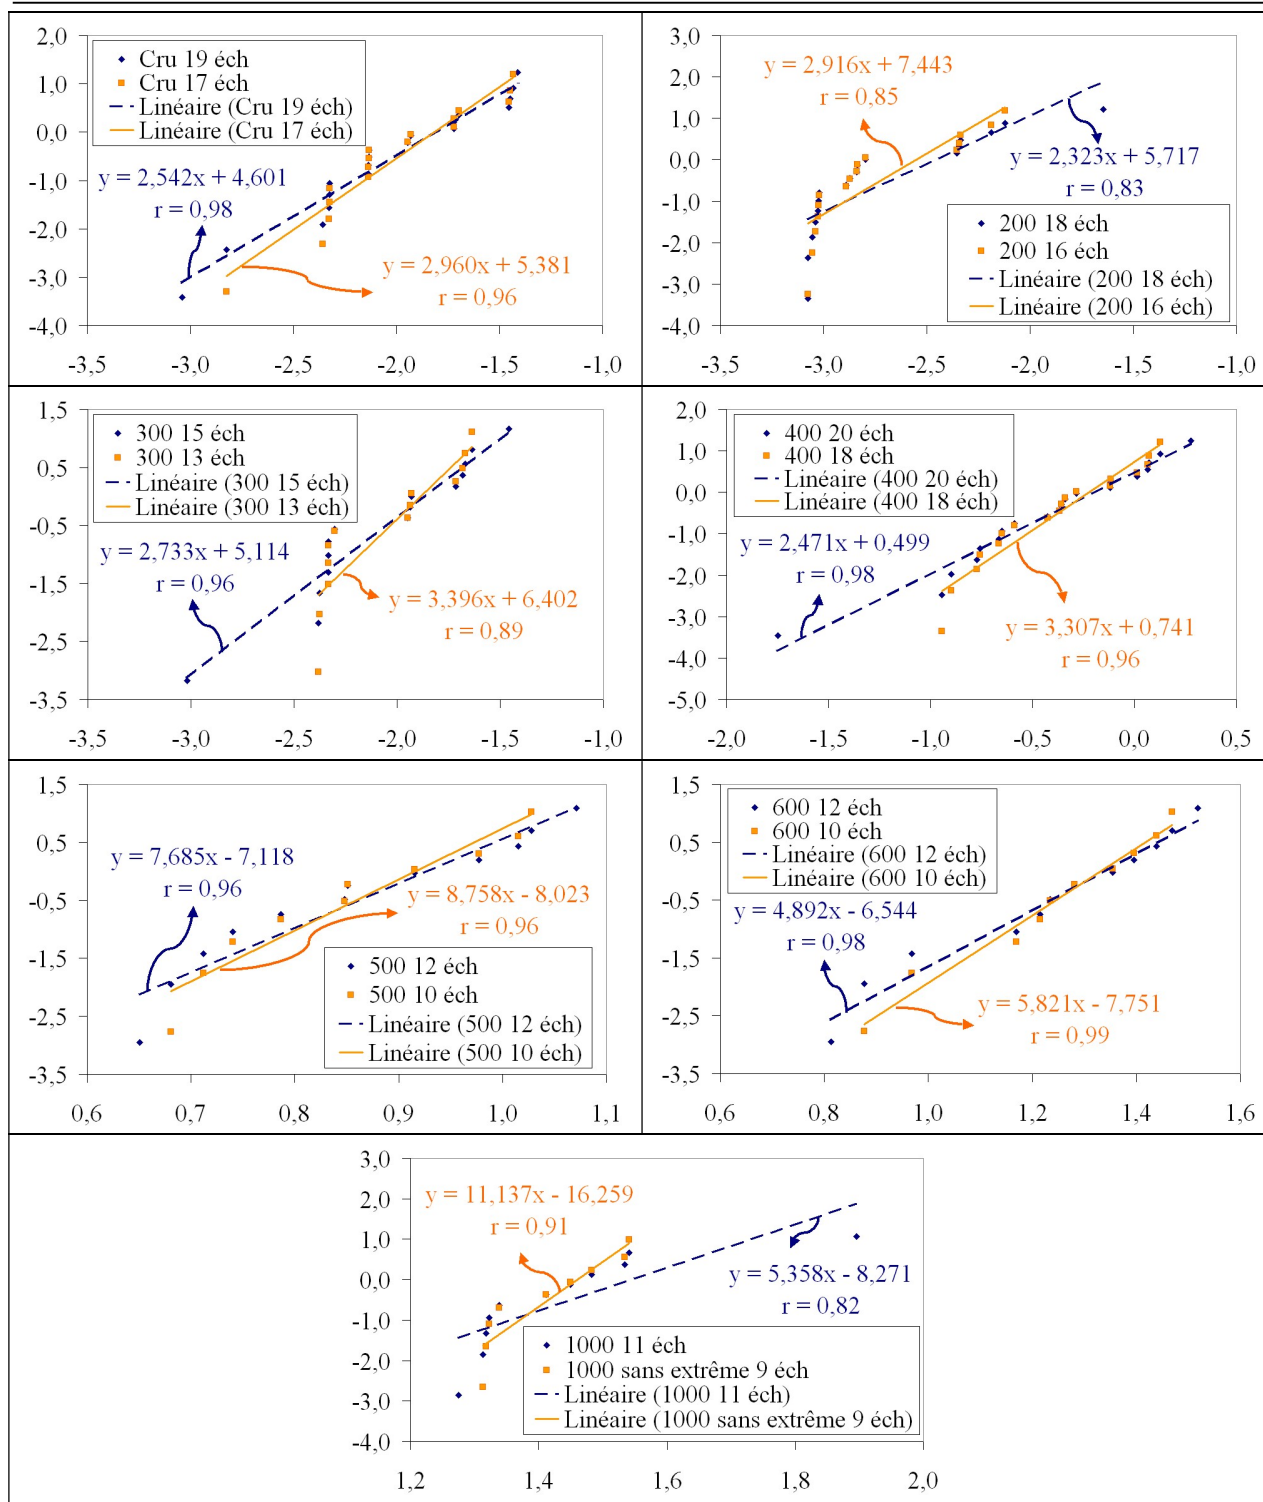 2,0
1,0
0,0
-1,0
-2,0
-3,0
-4,0
Cru 19 éch
Cru 17 éch
Linéaire (Cru 19 éch)
Linéaire (Cru 17 éch)
y = 2,542x + 4,601
r = 0,98
y = 2,960x + 5,381
r = 0,96
-3,5 -3,0 -2,5 -2,0 -1,5 -1,0
3,0
2,0
1,0
0,0
-1,0
-2,0
-3,0
-4,0
y = 2,916x + 7,443
r = 0,85
y = 2,323x + 5,717
r = 0,83
200 18 éch
200 16 éch
Linéaire (200 18 éch)
Linéaire (200 16 éch)
-3,5 -3,0 -2,5 -2,0 -1,5 -1,0
1,5
0,5
-0,5
-1,5
-2,5
-3,5
300 15 éch
300 13 éch
Linéaire (300 15 éch)
Linéaire (300 13 éch)
y = 2,733x + 5,114
r = 0,96
y = 3,396x + 6,402
r = 0,89
-3,5 -3,0 -2,5 -2,0 -1,5 -1,0
2,0
1,0
0,0
-1,0
-2,0
-3,0
-4,0
-5,0
400 20 éch
400 18 éch
Linéaire (400 20 éch)
Linéaire (400 18 éch)
y = 2,471x + 0,499
r = 0,98
y = 3,307x + 0,741
r = 0,96
-2,0 -1,5 -1,0 -0,5 0,0 0,5
1,5
0,5
-0,5
-1,5
-2,5
-3,5
y = 7,685x - 7,118
r = 0,96
y = 8,758x - 8,023
r = 0,96
500 12 éch
500 10 éch
Linéaire (500 12 éch)
Linéaire (500 10 éch)
0,6 0,7 0,8 0,9 1,0 1,1
1,5
0,5
-0,5
-1,5
-2,5
-3,5
600 12 éch
600 10 éch
Linéaire (600 12 éch)
Linéaire (600 10 éch)
y = 4,892x - 6,544
r = 0,98
y = 5,821x - 7,751
r = 0,99
0,6 0,8 1,0 1,2 1,4 1,6
3,0
2,0
1,0
0,0
-1,0
-2,0
-3,0
-4,0
y = 11,137x - 16,259
r = 0,91
y = 5,358x - 8,271
r = 0,82
1000 11 éch
1000 sans extrême 9 éch
Linéaire (1000 11 éch)
Linéaire (1000 sans extrême 9 éch)
1,2 1,4 1,6 1,8 2,0